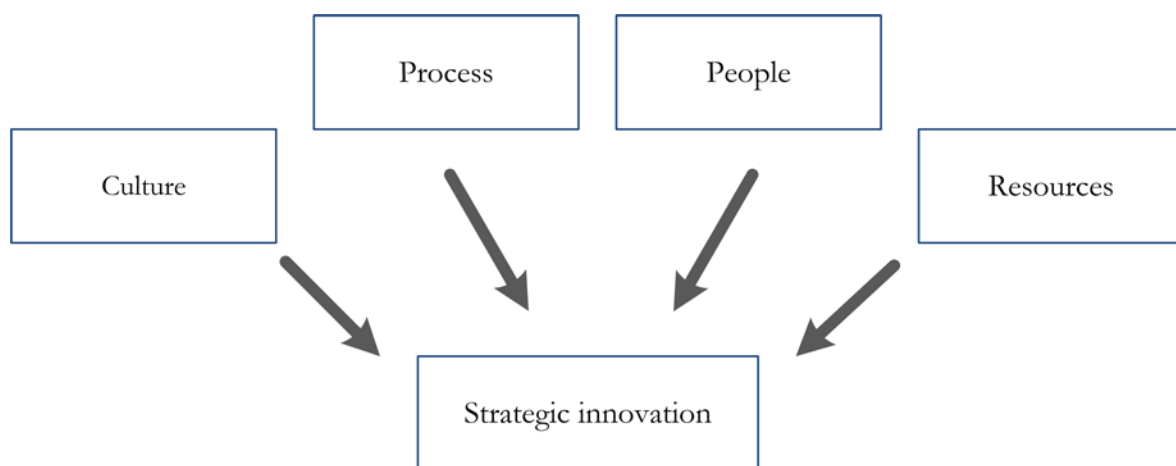 Process
People
Culture
Resources
Strategic innovation